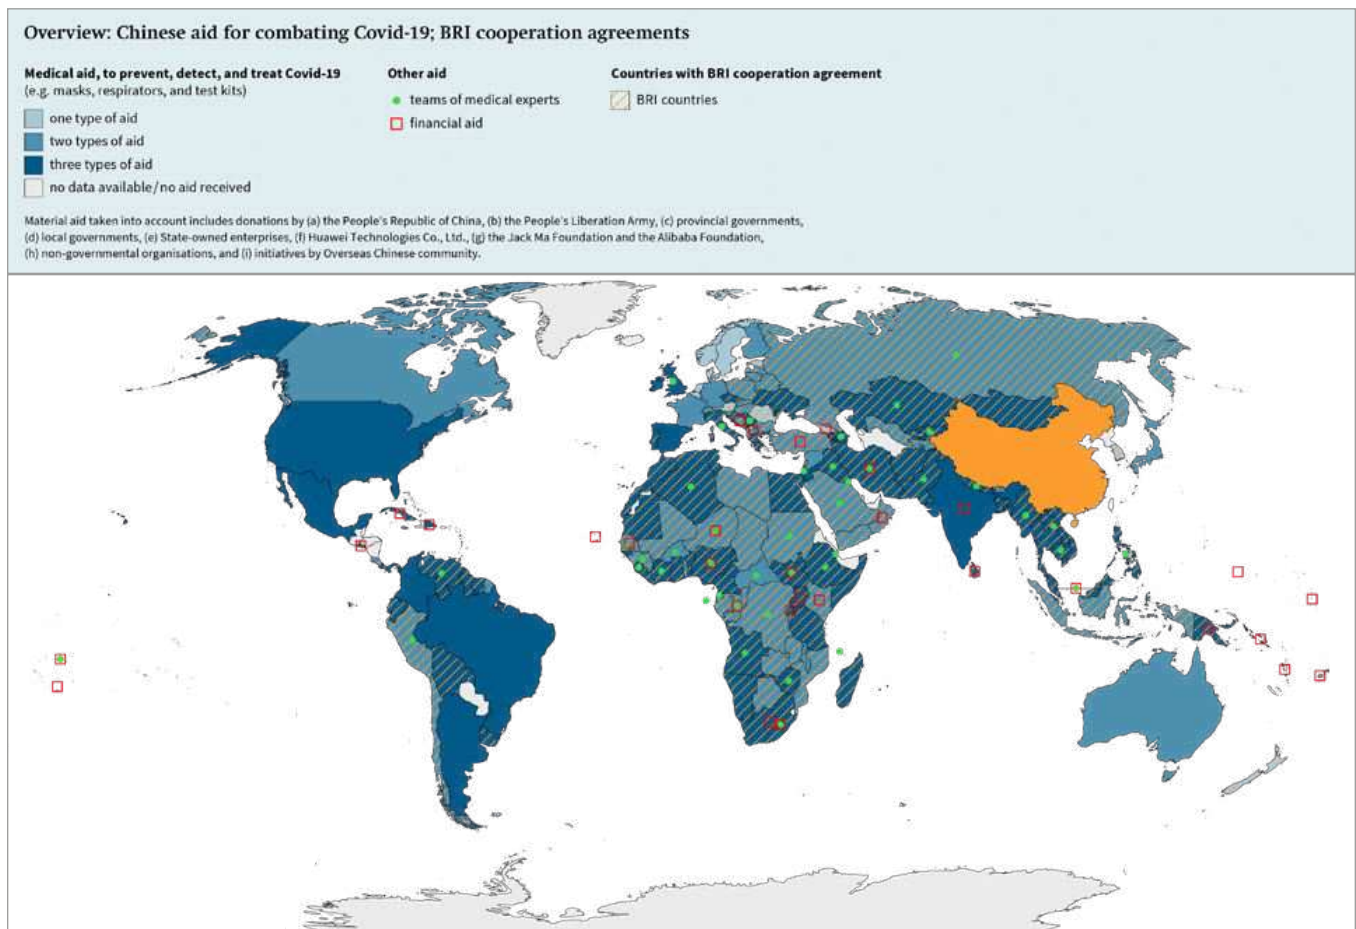 Overview: Chinese aid for combating Covid-19; BRI cooperation agreements
Medical aid, to prevent, detect, and treat Covid-19
(e.g. masks, respirators, and test kits)
one type of aid
two types of aid
three types of aid
no data available/no aid received
Other aid
teams of medical experts
financial aid
Countries with BRI cooperation agreement
BRI countries
Material aid taken into account includes donations by (a) the People's Republic of China, (b) the People's Liberation Army, (c) provincial governments,
(d) local governments, (e) State-owned enterprises, (f) Huawei Technologies Co., Ltd., (g) the Jack Ma Foundation and the Alibaba Foundation,
(h) non-governmental organisations, and (i) initiatives by Overseas Chinese community.